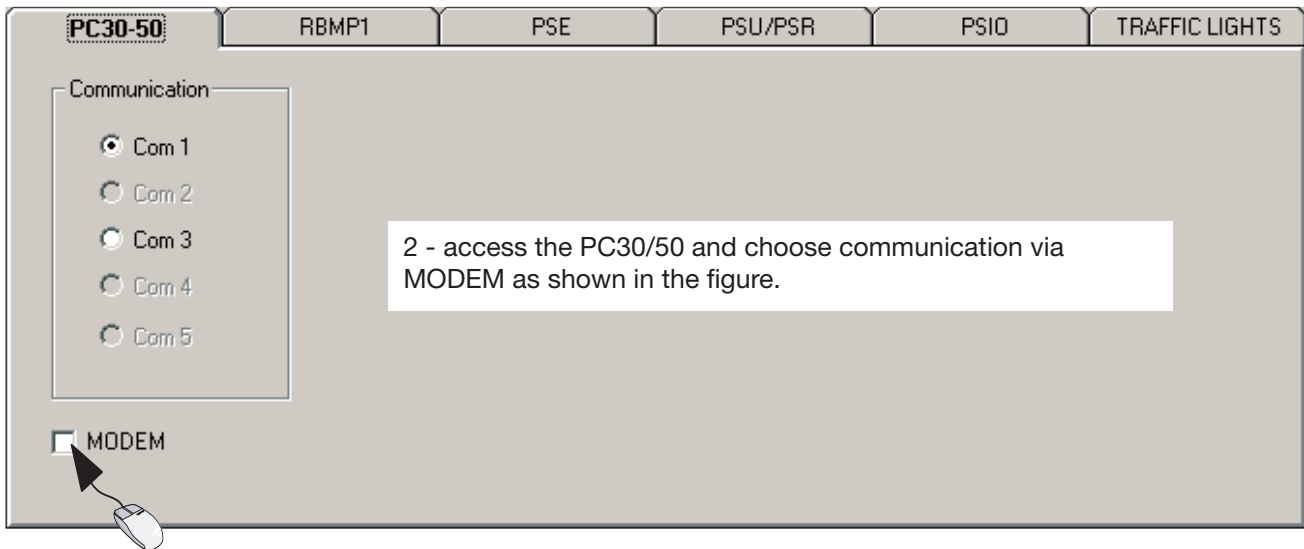 PC30-50 RBMP1 PSE PSU/PSR PSIO TRAFFIC LIGHTS
Communication
Com 1
Com 2
Com 3
Com 4
Com 5
2 - access the PC30/50 and choose communication via
MODEM as shown in the figure.
MODEM